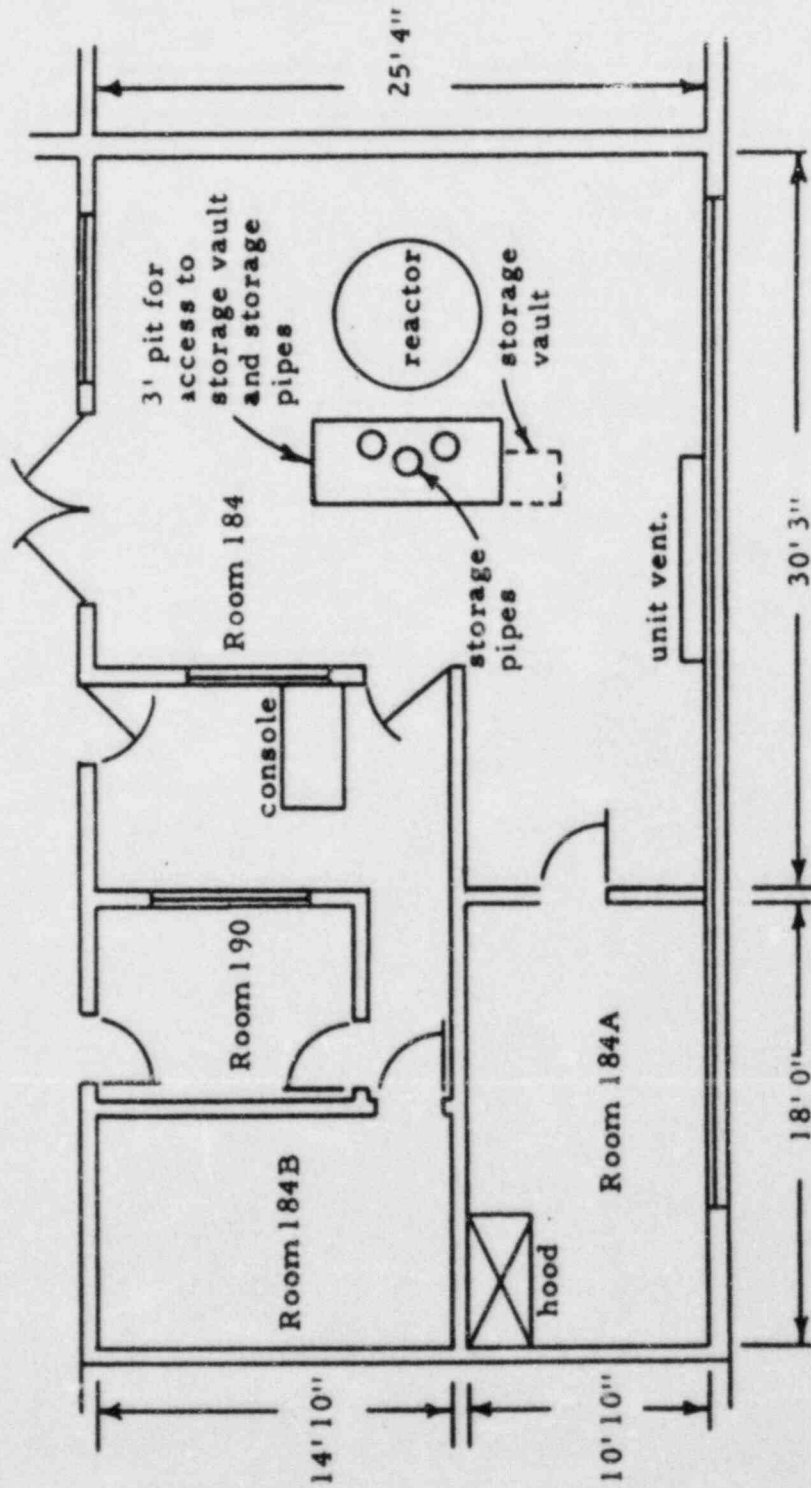 25' 4"
3' pit for
access to
storage vault
and storage
pipes
reactor
storage
vault
Room 184
storage
pipes
unit vent.
30' 3"
console
Room 190
Room 184A
18' 0"
Room 184B
hood
14' 10"
10' 10"